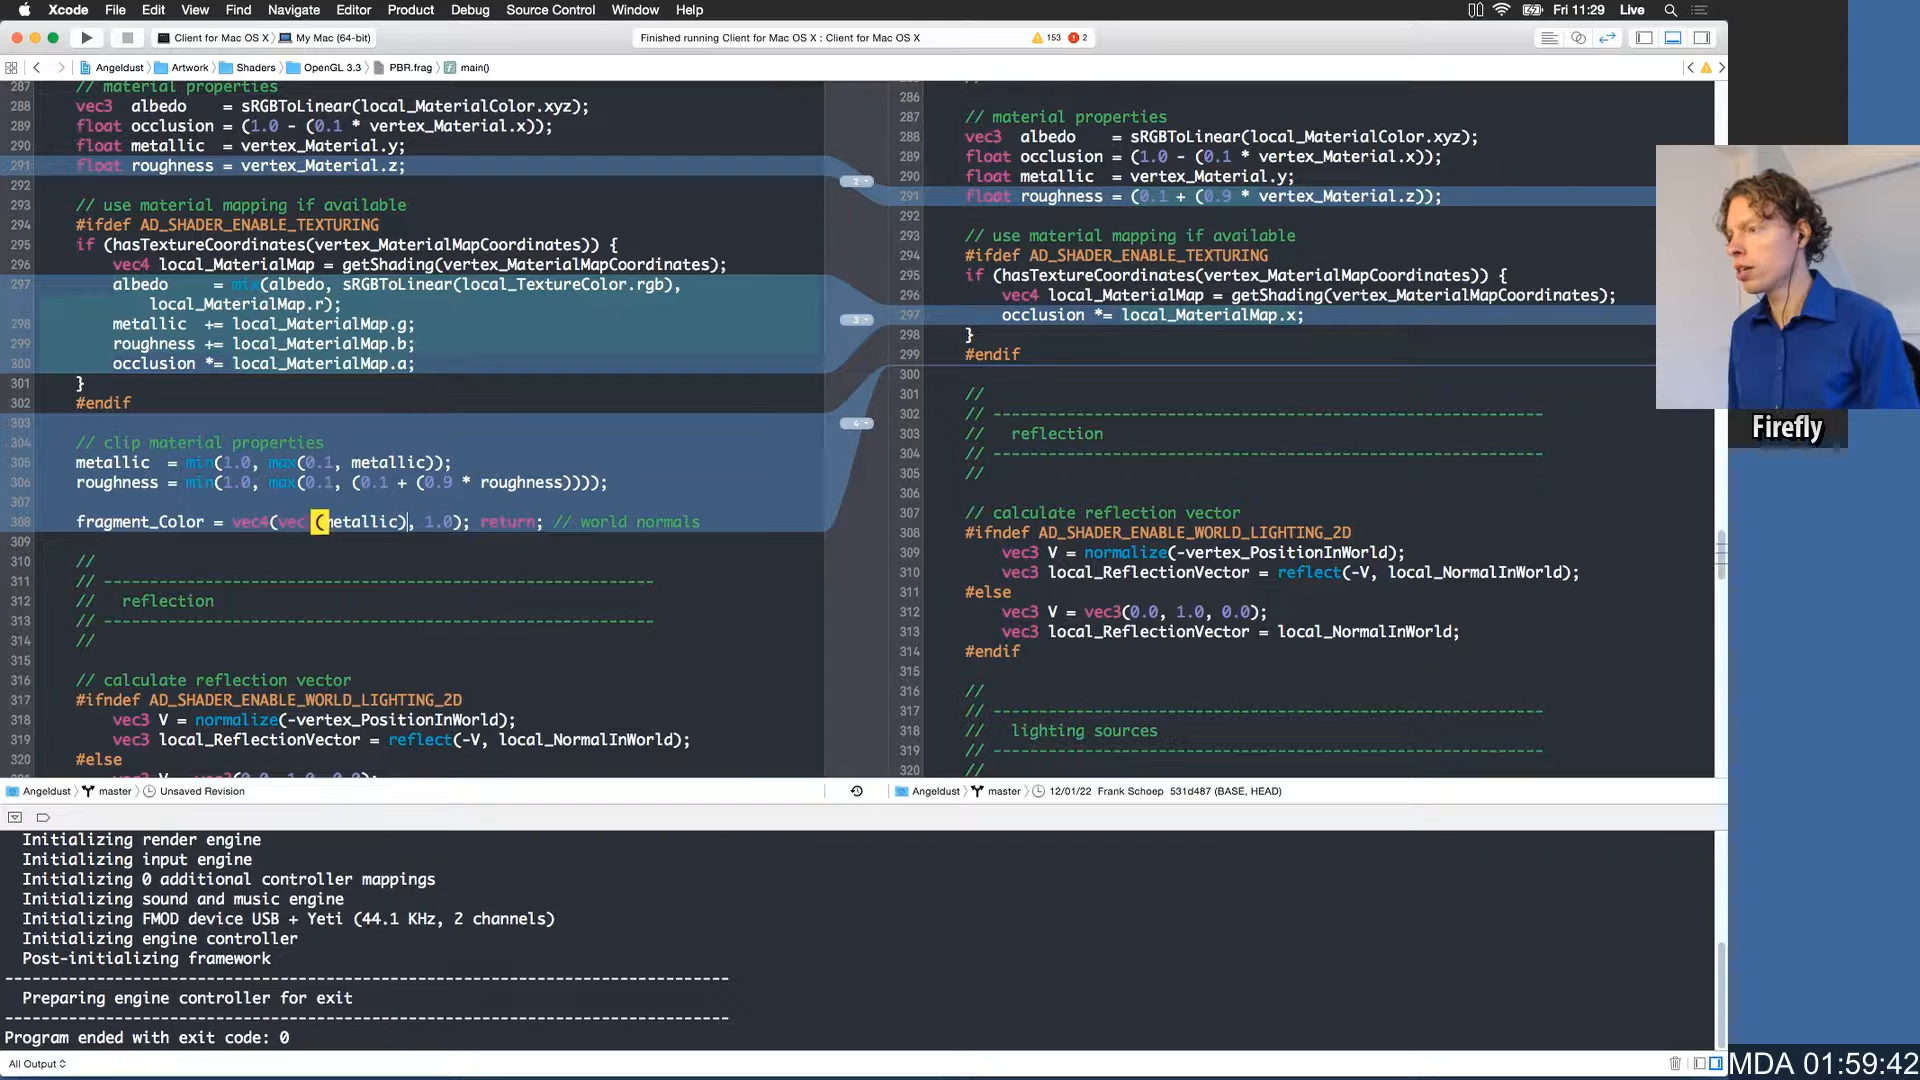 Xcode File Edit View Find Navigate Editor Product Debug Source Control Window Help Fri 11:29 Live
Client for Mac OS X My Mac (64-bit) Finished running Client for Mac OS X : Client for Mac OS X 153 2
Angeldust Artwork Shaders OpenGL 3.3 PBR.frag main()
287 // material properties
288 vec3 albedo = sRGBToLinear(local_MaterialColor.xyz);
289 float occlusion = (1.0 - (0.1 * vertex_Material.x));
290 float metallic = vertex_Material.y;
291 float roughness = vertex_Material.z;
292
293 // use material mapping if available
294 #ifdef AD_SHADER_ENABLE_TEXTURING
295 if (hasTextureCoordinates(vertex_MaterialMapCoordinates)) {
296 vec4 local_MaterialMap = getShading(vertex_MaterialMapCoordinates);
297 albedo = mix(albedo, sRGBToLinear(local_TextureColor.rgb),
local_MaterialMap.r);
298 metallic += local_MaterialMap.g;
299 roughness += local_MaterialMap.b;
300 occlusion *= local_MaterialMap.a;
301 }
302 #endif
303
304 // clip material properties
305 metallic = min(1.0, max(0.1, metallic));
306 roughness = min(1.0, max(0.1, (0.1 + (0.9 * roughness))));
307
308 fragment_Color = vec4(vec (metallic), 1.0); return; // world normals
309
310 //
311 // ------------------------------------------------------------
312 // reflection
313 // ------------------------------------------------------------
314 //
315
316 // calculate reflection vector
317 #ifndef AD_SHADER_ENABLE_WORLD_LIGHTING_2D
318 vec3 V = normalize(-vertex_PositionInWorld);
319 vec3 local_ReflectionVector = reflect(-V, local_NormalInWorld);
320 #else
vec3 V = vec3(0.0, 1.0, 0.0);
2
3
4
286
287 // material properties
288 vec3 albedo = sRGBToLinear(local_MaterialColor.xyz);
289 float occlusion = (1.0 - (0.1 * vertex_Material.x));
290 float metallic = vertex_Material.y;
291 float roughness = (0.1 + (0.9 * vertex_Material.z));
292
293 // use material mapping if available
294 #ifdef AD_SHADER_ENABLE_TEXTURING
295 if (hasTextureCoordinates(vertex_MaterialMapCoordinates)) {
296 vec4 local_MaterialMap = getShading(vertex_MaterialMapCoordinates);
297 occlusion *= local_MaterialMap.x;
298 }
299 #endif
300
301 //
302 // ------------------------------------------------------------
303 // reflection
304 // ------------------------------------------------------------
305 //
306
307 // calculate reflection vector
308 #ifndef AD_SHADER_ENABLE_WORLD_LIGHTING_2D
309 vec3 V = normalize(-vertex_PositionInWorld);
310 vec3 local_ReflectionVector = reflect(-V, local_NormalInWorld);
311 #else
312 vec3 V = vec3(0.0, 1.0, 0.0);
313 vec3 local_ReflectionVector = local_NormalInWorld;
314 #endif
315
316 //
317 // ------------------------------------------------------------
318 // lighting sources
319 // ------------------------------------------------------------
320 //
Firefly
Angeldust master Unsaved Revision
Angeldust master 12/01/22 Frank Schoep 531d487 (BASE, HEAD)
Initializing render engine
Initializing input engine
Initializing 0 additional controller mappings
Initializing sound and music engine
Initializing FMOD device USB + Yeti (44.1 KHz, 2 channels)
Initializing engine controller
Post-initializing framework
-------------------------------------------------------------------------------
Preparing engine controller for exit
-------------------------------------------------------------------------------
Program ended with exit code: 0
All Output
MDA 01:59:42